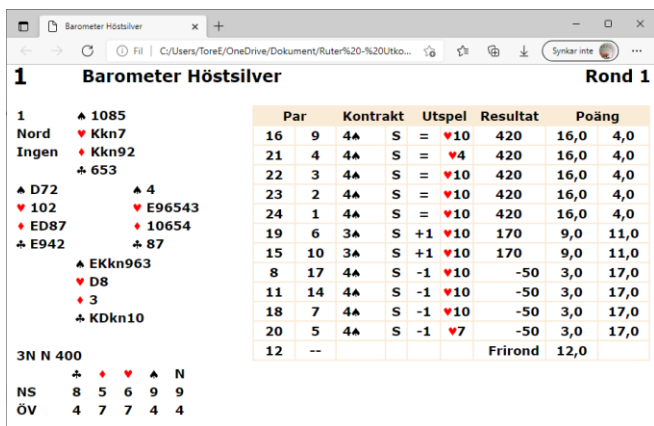 Barometer Höstsilver
Fil C:/Users/ToreE/OneDrive/Dokument/Ruter%20-%20Utko... Synkar inte
1 Barometer Höstsilver Rond 1
1 ♠ 1085
Nord ♥ Kkn7
Ingen ♦ Kkn92
♣ 653
♠ D72 ♠ 4
♥ 102 ♥ E96543
♦ ED87 ♦ 10654
♣ E942 ♣ 87
♠ EKkn963
♥ D8
♦ 3
♣ KDkn10
3N N 400
♣ ♦ ♥ ♠ N
NS 8 5 6 9 9
ÖV 4 7 7 4 4
Par Kontrakt Utspel Resultat Poäng
16 9 4♠ S = ♥10 420 16,0 4,0
21 4 4♠ S = ♥4 420 16,0 4,0
22 3 4♠ S = ♥10 420 16,0 4,0
23 2 4♠ S = ♥10 420 16,0 4,0
24 1 4♠ S = ♥10 420 16,0 4,0
19 6 3♠ S +1 ♥10 170 9,0 11,0
15 10 3♠ S +1 ♥10 170 9,0 11,0
8 17 4♠ S -1 ♥10 -50 3,0 17,0
11 14 4♠ S -1 ♥10 -50 3,0 17,0
18 7 4♠ S -1 ♥10 -50 3,0 17,0
20 5 4♠ S -1 ♥7 -50 3,0 17,0
12 -- Frirond 12,0